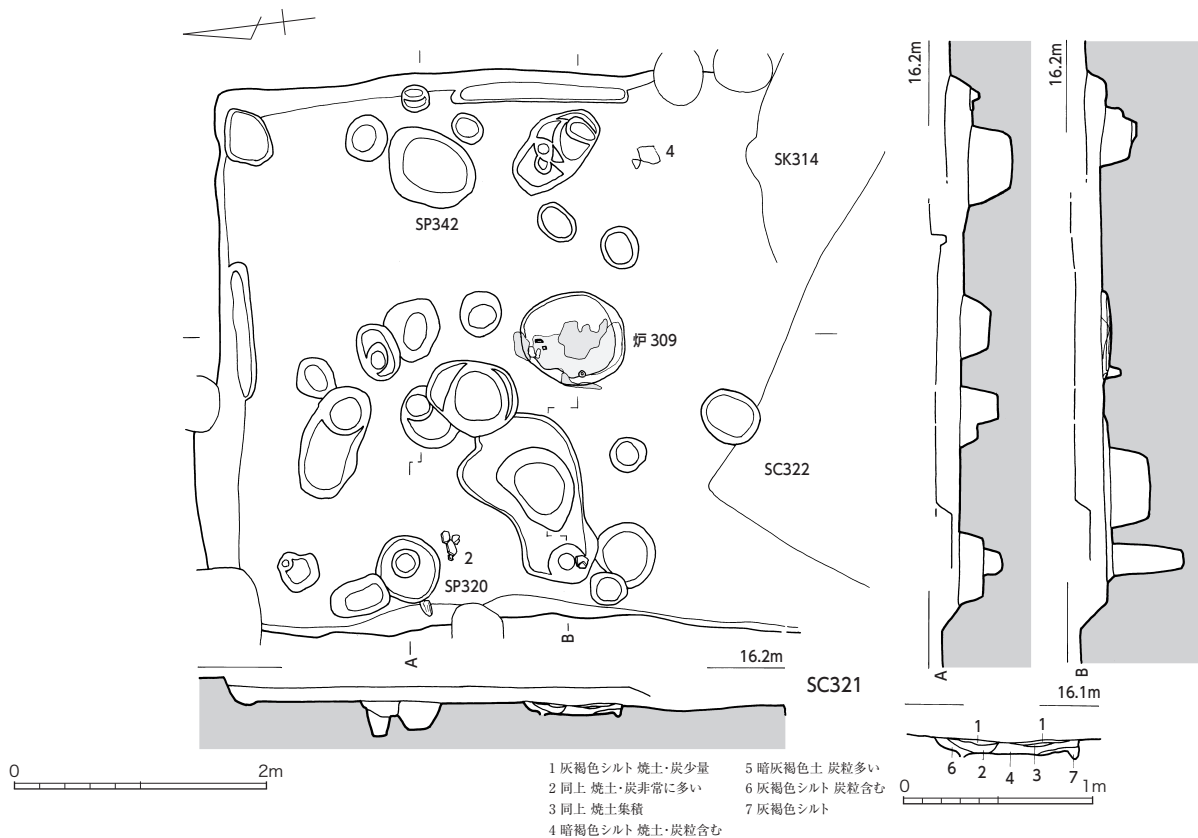 16.2m
16.2m
4
SK314
SP342
炉 309
SC322
2
SP320
A
B
16.2m
SC321
A
B
16.1m
1
1
6
2
4
3
7
0
2m
0
1m
1 灰褐色シルト 焼土・炭少量
2 同上 焼土・炭非常に多い
3 同上 焼土集積
4 暗褐色シルト 焼土・炭粒含む
5 暗灰褐色土 炭粒多い
6 灰褐色シルト 炭粒含む
7 灰褐色シルト